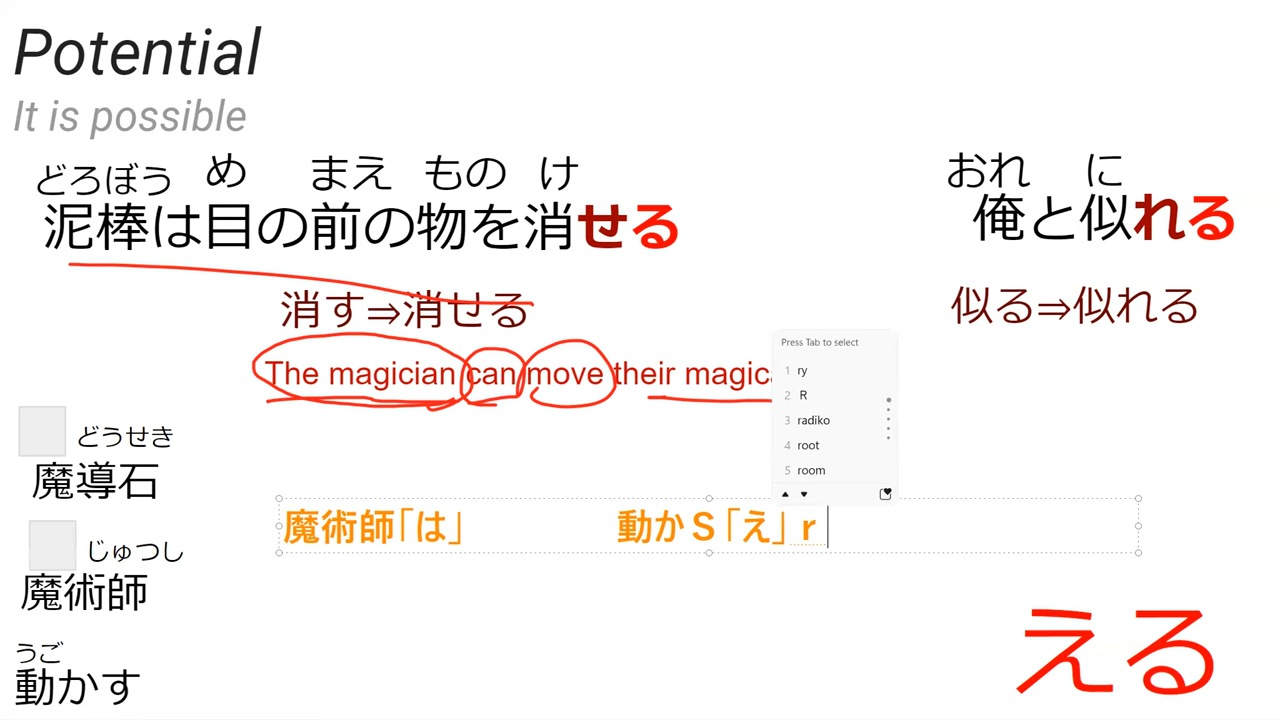 Potential
It is possible
どろぼう め まえ もの け
泥棒は目の前の物を消せる
おれ に
俺と似れる
消す⇒消せる
似る⇒似れる
The magician can move their magic
Press Tab to select
1 ry
2 R
3 radiko
4 root
5 room
どうせき
魔導石
魔術師「は」 動かS「え」r
じゅつし
魔術師
うご
動かす
える